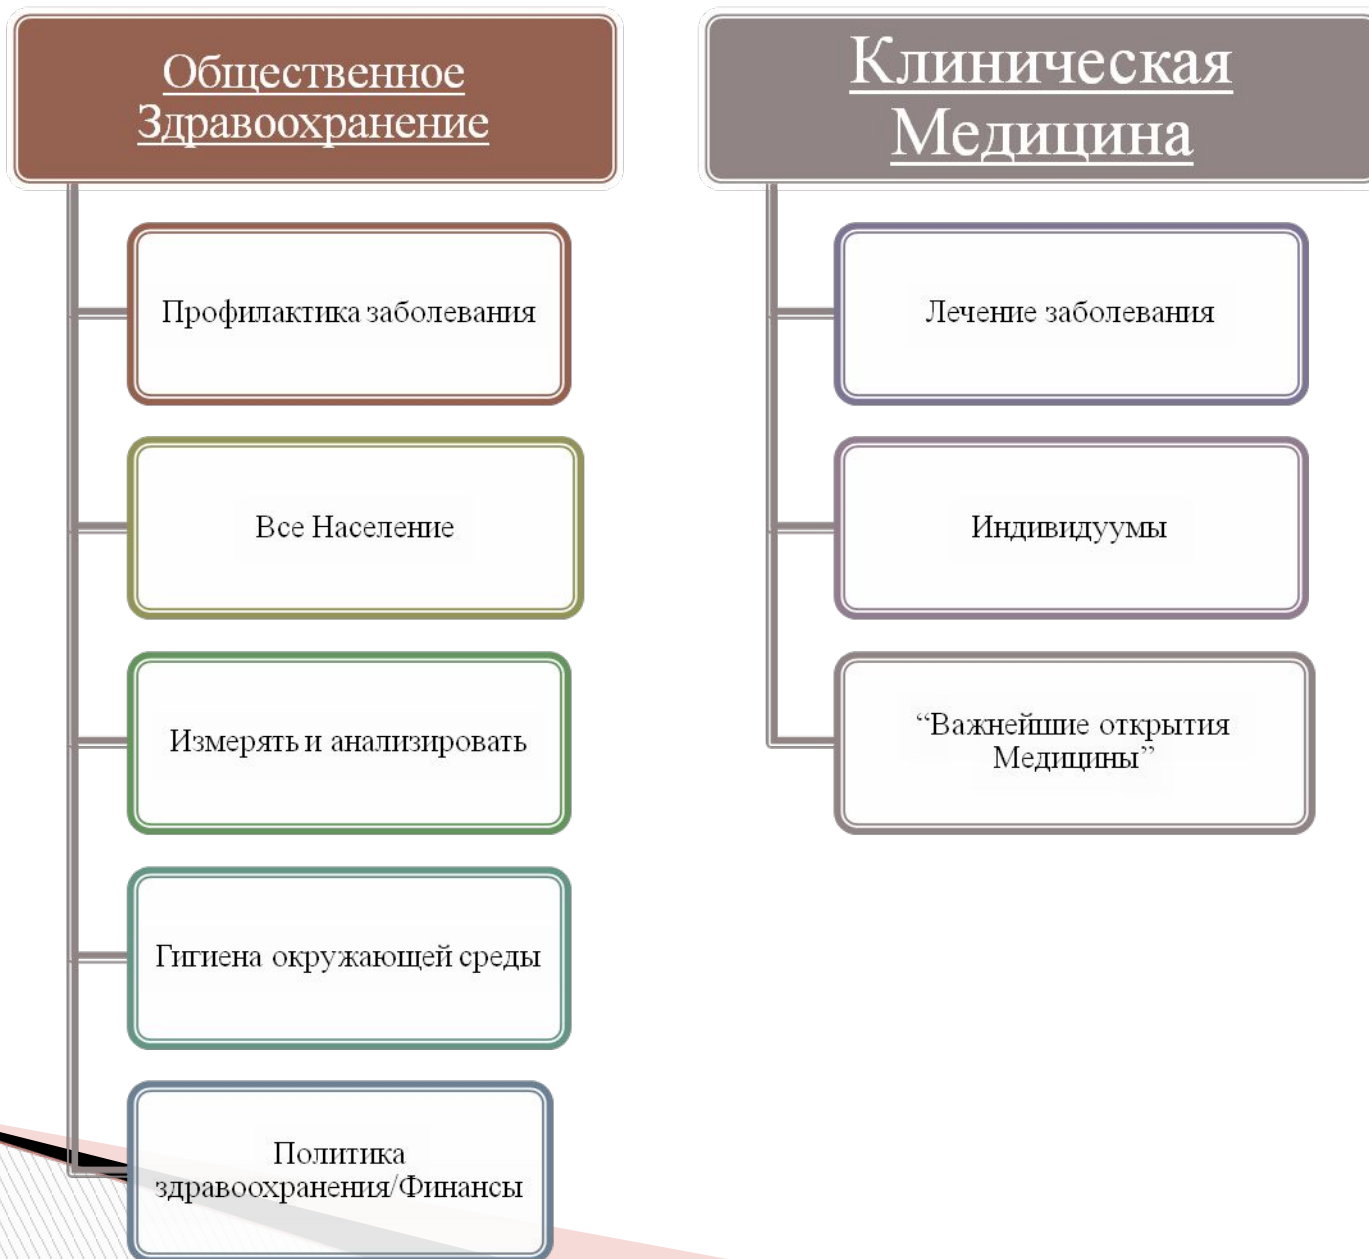 Общественное
Здравоохранение
Профилактика заболевания
Все Население
Измерять и анализировать
Гигиена окружающей среды
Политика
здравоохранения/Финансы
Клиническая
Медицина
Лечение заболевания
Индивидуумы
“Важнейшие открытия
Медицины”